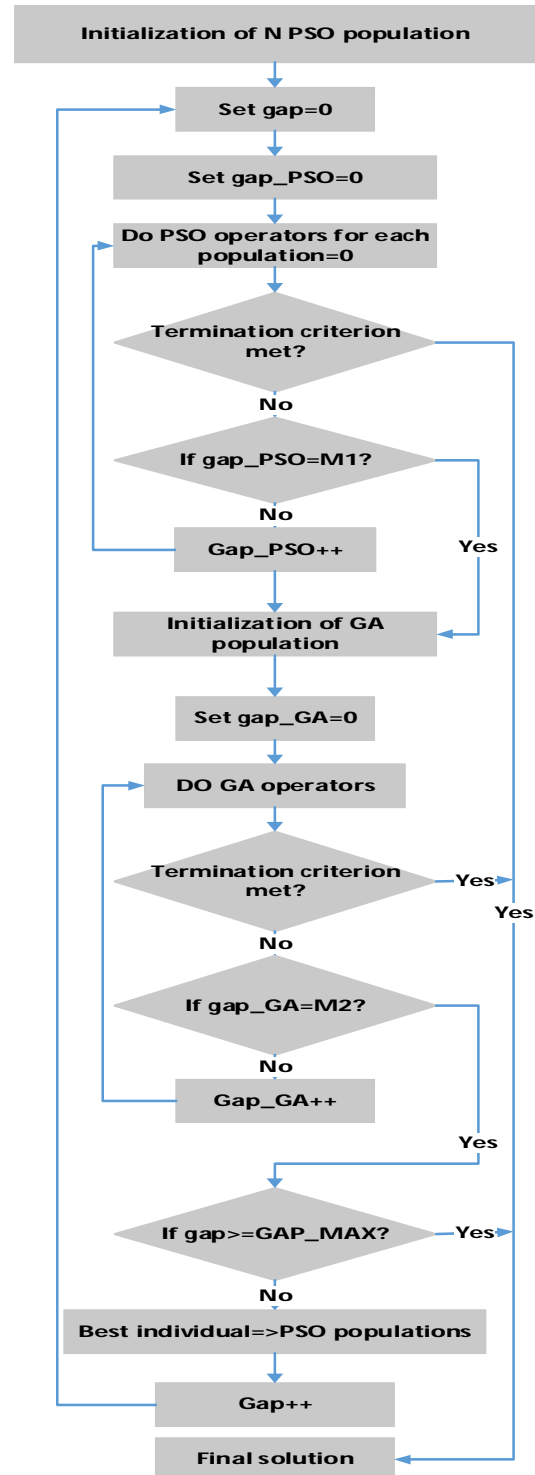 Initialization of N PSO population
Set gap=0
Set gap_PSO=0
Do PSO operators for each
population=0
Termination criterion
met?
No
If gap_PSO=M1?
No
Yes
Gap_PSO++
Initialization of GA
population
Set gap_GA=0
DO GA operators
Termination criterion
met?
Yes
Yes
No
If gap_GA=M2?
No
Gap_GA++
Yes
If gap>=GAP_MAX?
Yes
No
Best individual=>PSO populations
Gap++
Final solution